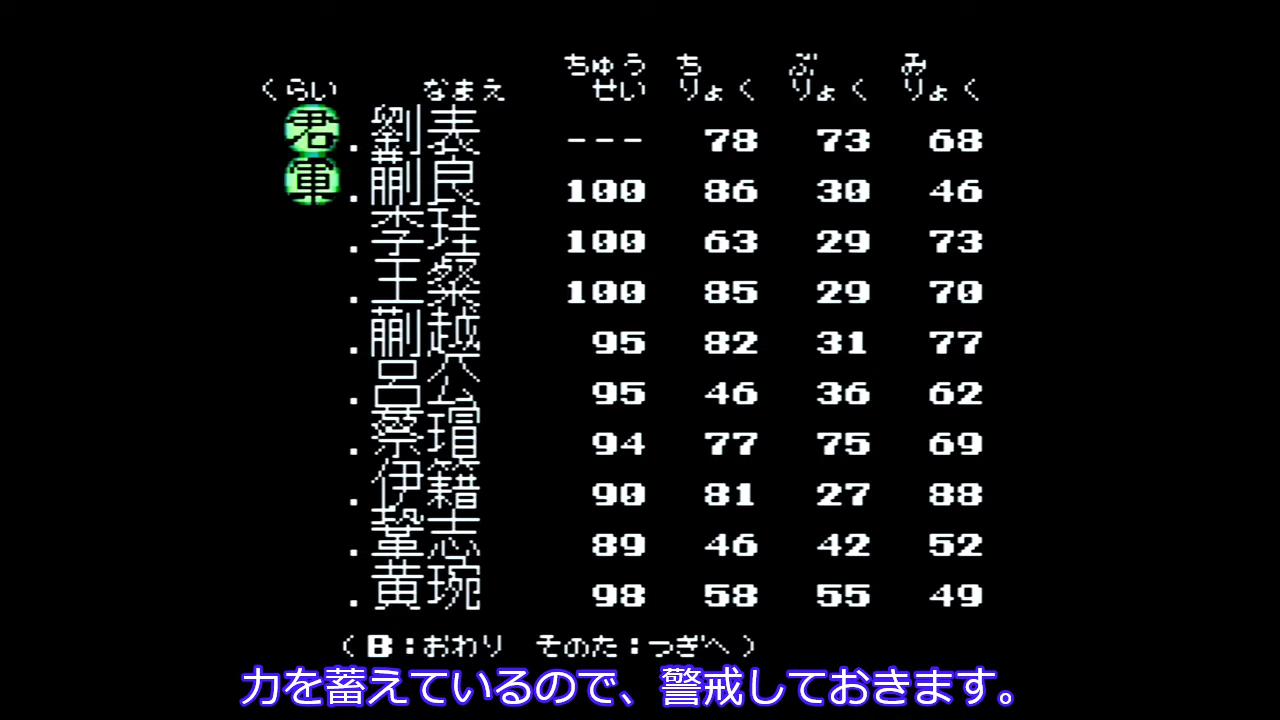 くらい なまえ ちゅうせい ちりょく ぶりょく みりょく
君.劉表 --- 78 73 68
軍.蒯良 100 86 30 46
.李珪 100 63 29 73
.王粲 100 85 29 70
.蒯越 95 82 31 77
.呂公 95 46 36 62
.蔡瑁 94 77 75 69
.伊籍 90 81 27 88
89 46 42 52
.黄琬 98 58 55 49
(B:おわり そのた:つぎへ)
力を蓄えているので、警戒しておきます。